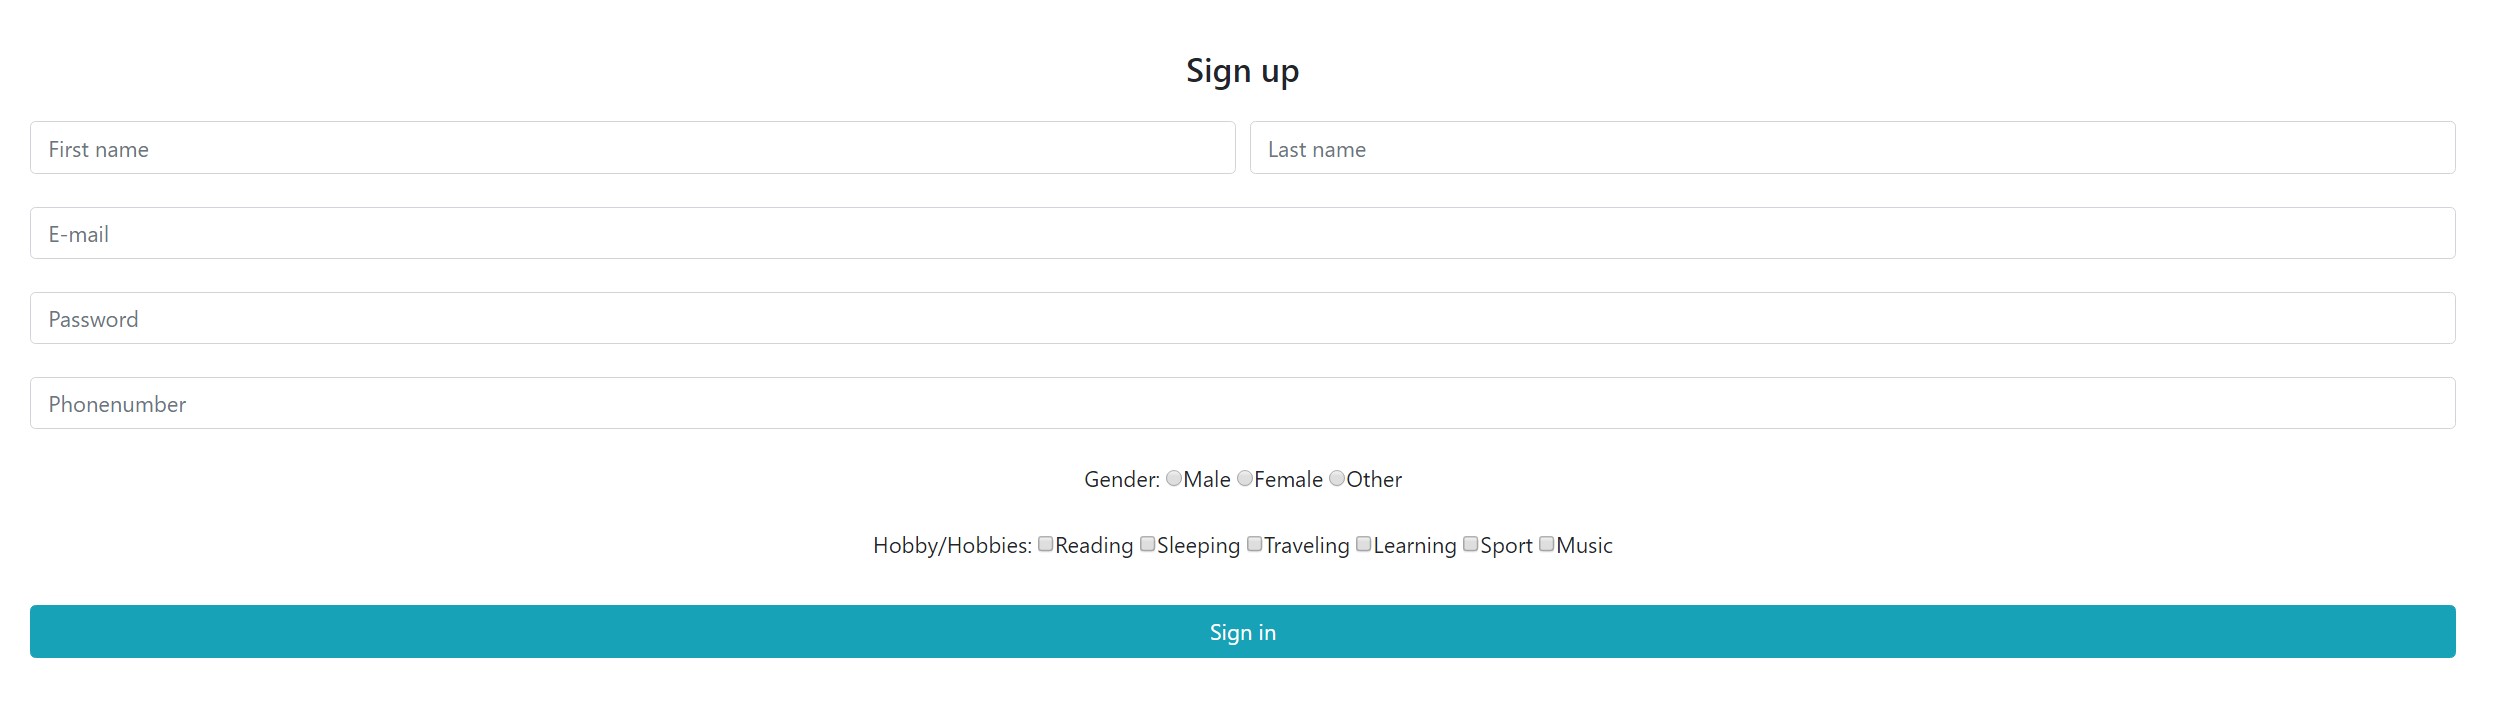 Sign up
First name Last name
E-mail
Password
Phonenumber
Gender: Male Female Other
Hobby/Hobbies: Reading Sleeping Traveling Learning Sport Music
Sign in